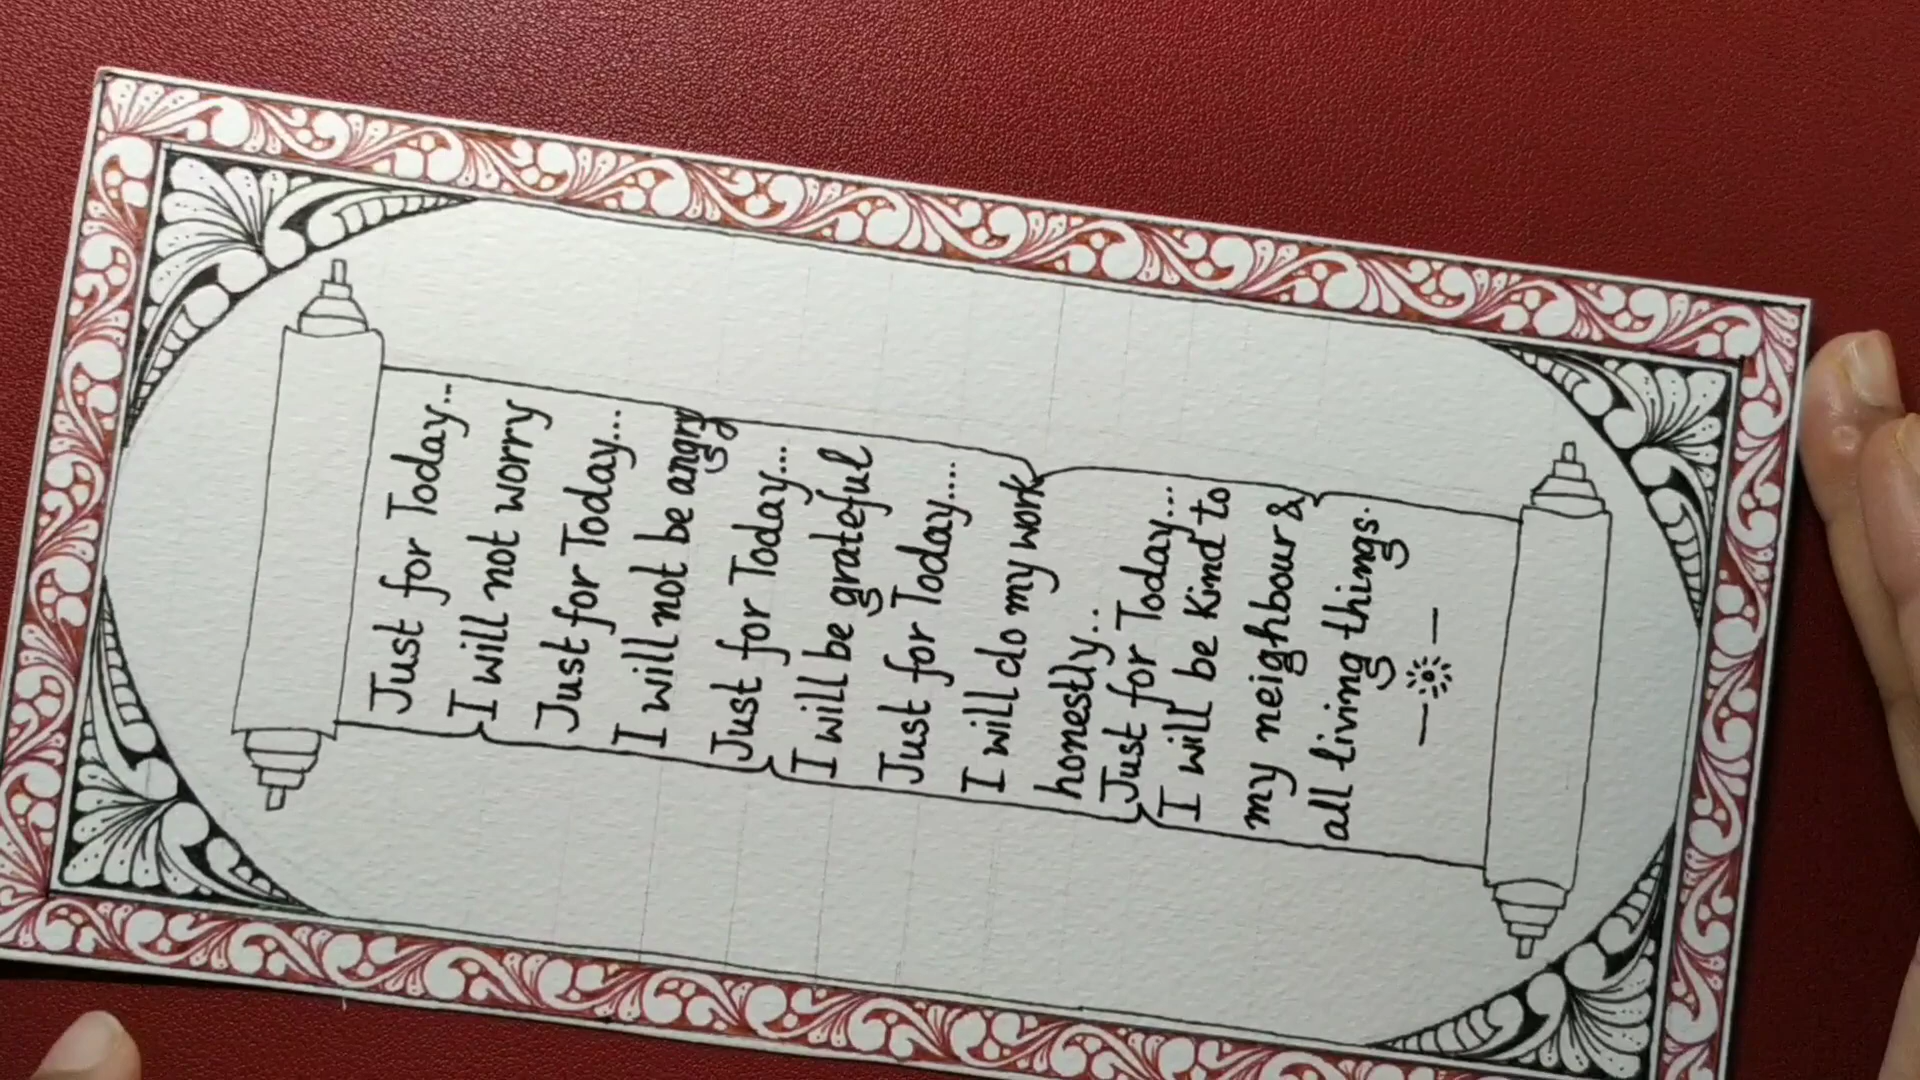 Just for Today...
I will not worry
Just for Today...
I will not be angry
Just for Today...
I will be grateful
Just for Today....
I will do my work
honestly...
Just for Today...
I will be Kind to
my neighbour &
all living things.